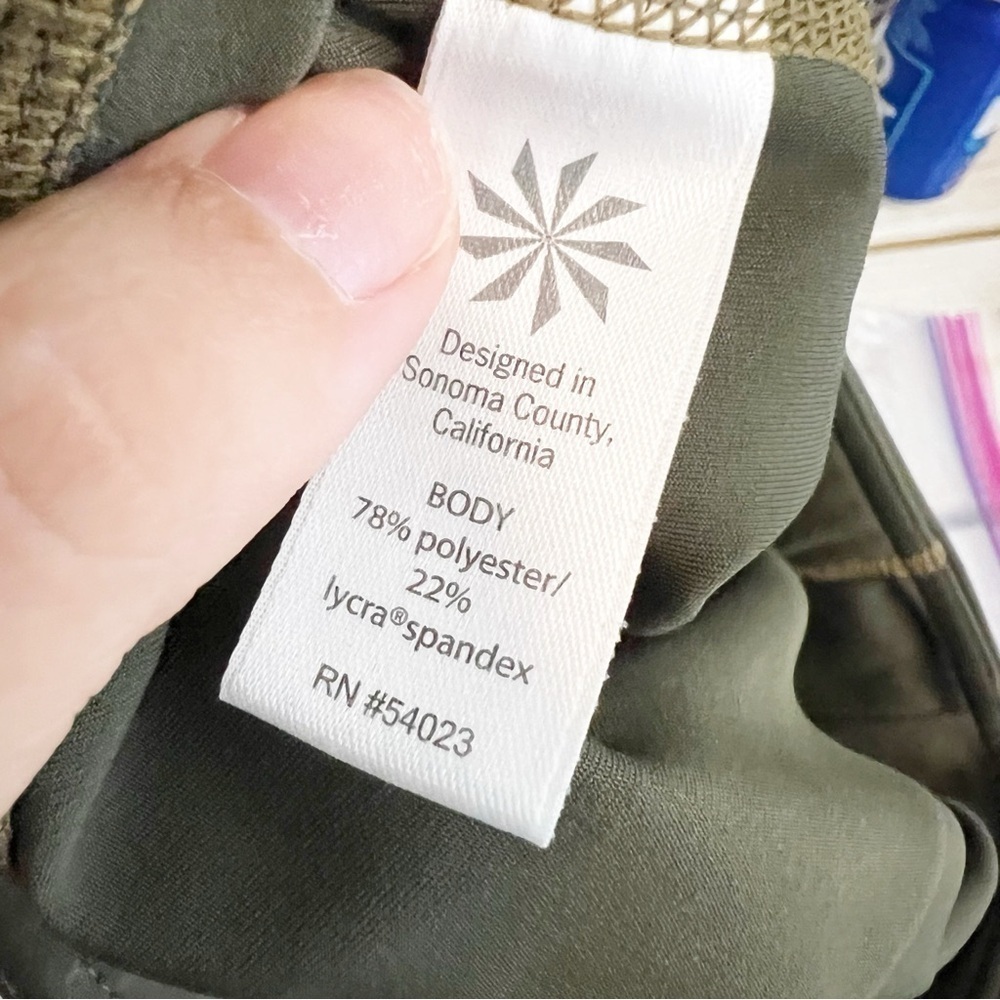 Designed in
Sonoma County,
California
BODY
78% polyester/
22%
lycra®spandex
RN #54023